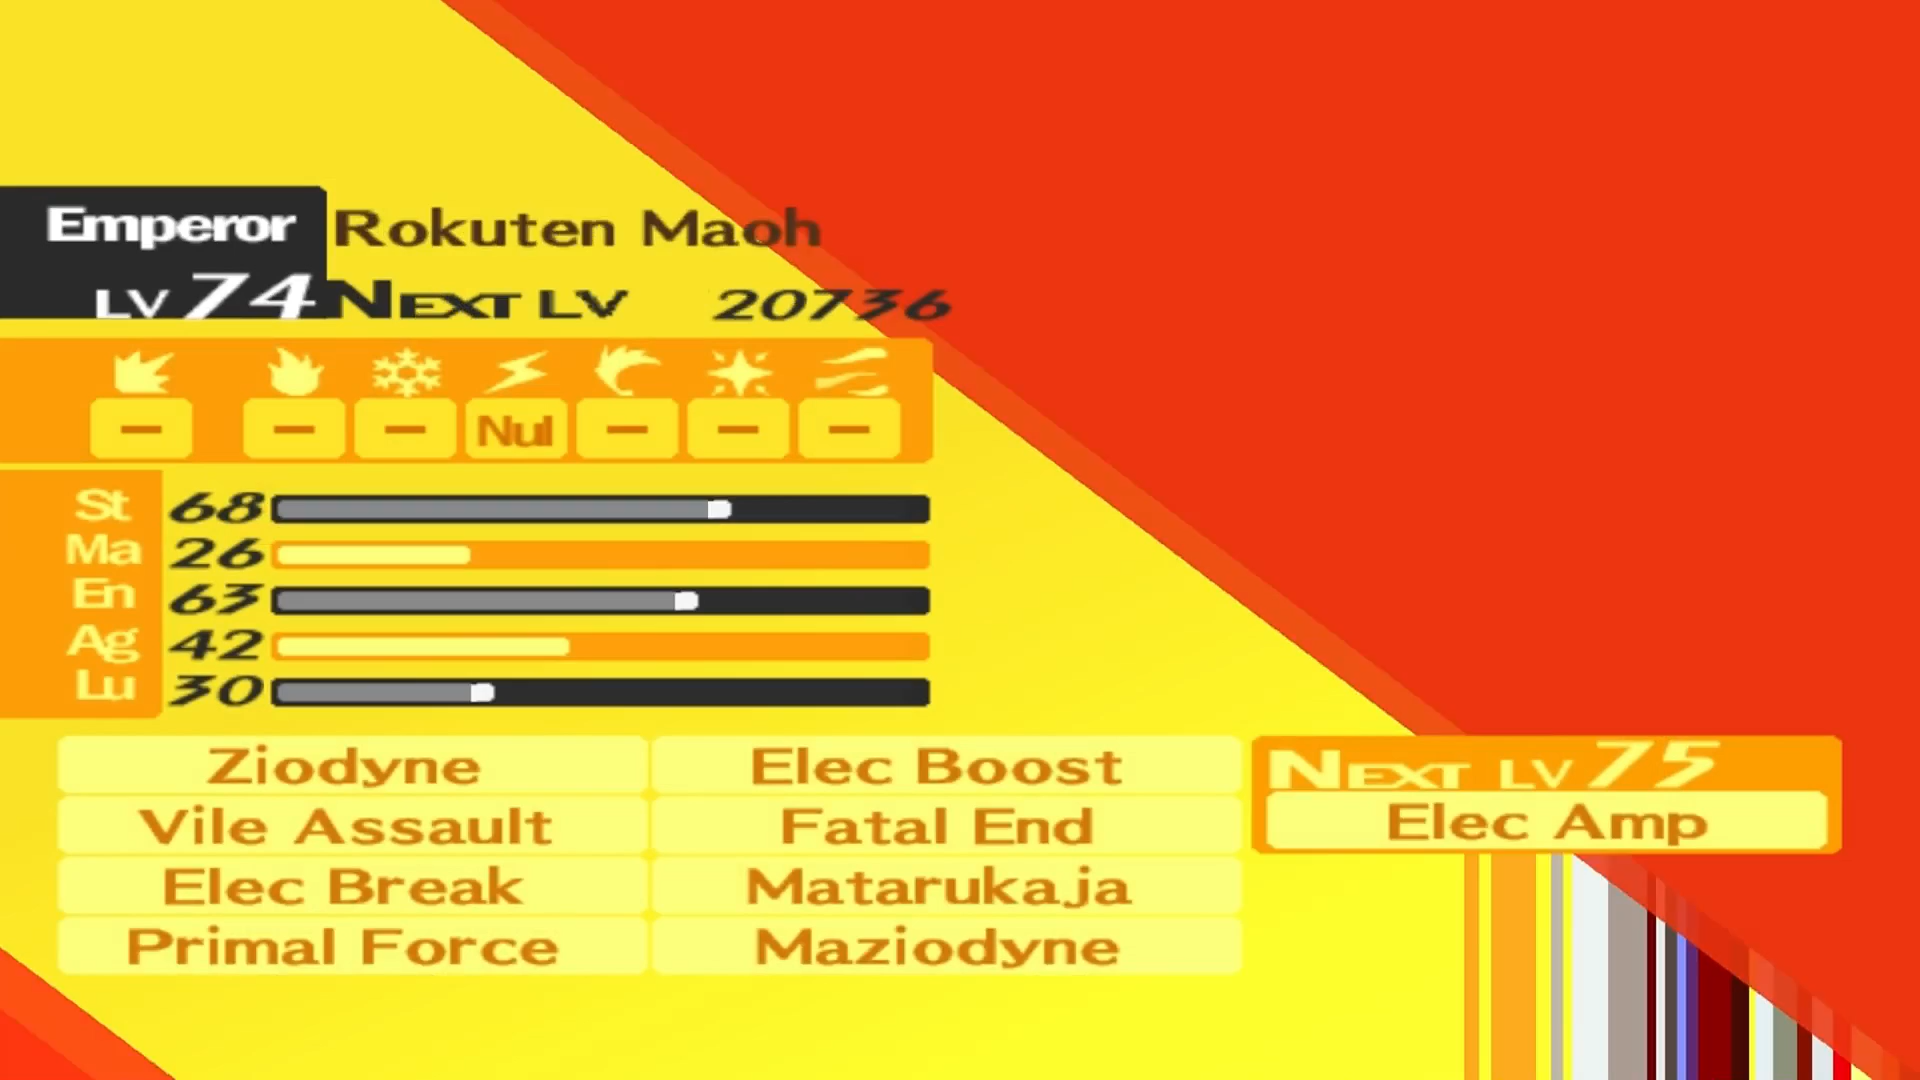 Emperor Rokuten Maoh
LV 74 NEXT LV 20736
- - - Nul - - -
St 68
Ma 26
En 63
Ag 42
Lu 30
Ziodyne Elec Boost NEXT LV 75
Vile Assault Fatal End Elec Amp
Elec Break Matarukaja
Primal Force Maziodyne